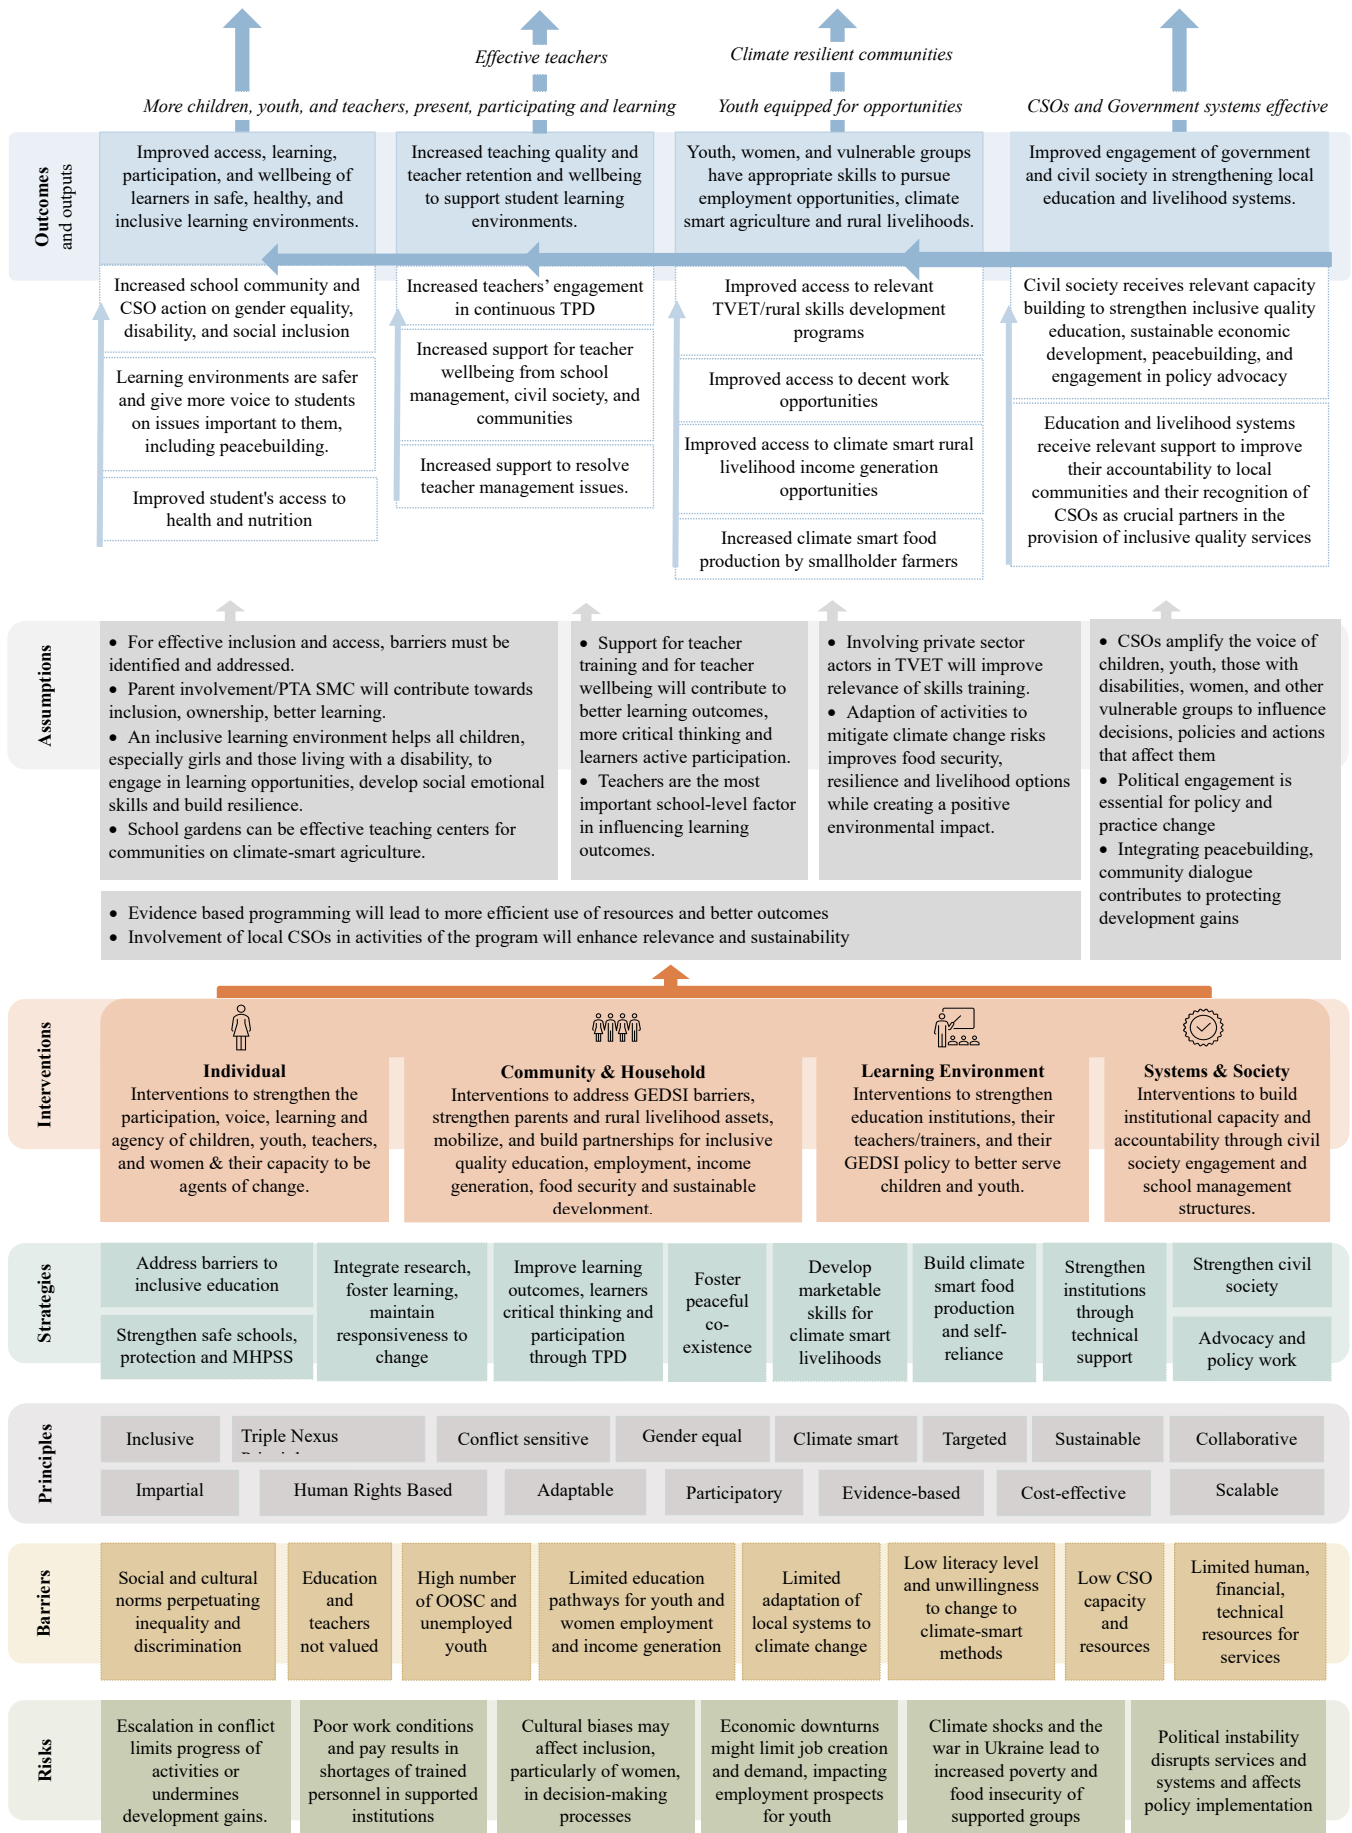 Effective teachers
Climate resilient communities
More children, youth, and teachers, present, participating and learning
Youth equipped for opportunities
CSOs and Government systems effective
Outcomes
and outputs
Improved access, learning,
participation, and wellbeing of
learners in safe, healthy, and
inclusive learning environments.
Increased teaching quality and
teacher retention and wellbeing
to support student learning
environments.
Youth, women, and vulnerable groups
have appropriate skills to pursue
employment opportunities, climate
smart agriculture and rural livelihoods.
Improved engagement of government
and civil society in strengthening local
education and livelihood systems.
Increased school community and
CSO action on gender equality,
disability, and social inclusion
Learning environments are safer
and give more voice to students
on issues important to them,
including peacebuilding.
Improved student's access to
health and nutrition
Increased teachers’ engagement
in continuous TPD
Increased support for teacher
wellbeing from school
management, civil society, and
communities
Increased support to resolve
teacher management issues.
Improved access to relevant
TVET/rural skills development
programs
Improved access to decent work
opportunities
Improved access to climate smart rural
livelihood income generation
opportunities
Increased climate smart food
production by smallholder farmers
Civil society receives relevant capacity
building to strengthen inclusive quality
education, sustainable economic
development, peacebuilding, and
engagement in policy advocacy
Education and livelihood systems
receive relevant support to improve
their accountability to local
communities and their recognition of
CSOs as crucial partners in the
provision of inclusive quality services
Assumptions
• For effective inclusion and access, barriers must be
identified and addressed.
• Parent involvement/PTA SMC will contribute towards
inclusion, ownership, better learning.
• An inclusive learning environment helps all children,
especially girls and those living with a disability, to
engage in learning opportunities, develop social emotional
skills and build resilience.
• School gardens can be effective teaching centers for
communities on climate-smart agriculture.
• Support for teacher
training and for teacher
wellbeing will contribute to
better learning outcomes,
more critical thinking and
learners active participation.
• Teachers are the most
important school-level factor
in influencing learning
outcomes.
• Involving private sector
actors in TVET will improve
relevance of skills training.
• Adaption of activities to
mitigate climate change risks
improves food security,
resilience and livelihood options
while creating a positive
environmental impact.
• CSOs amplify the voice of
children, youth, those with
disabilities, women, and other
vulnerable groups to influence
decisions, policies and actions
that affect them
• Political engagement is
essential for policy and
practice change
• Integrating peacebuilding,
community dialogue
contributes to protecting
development gains
• Evidence based programming will lead to more efficient use of resources and better outcomes
• Involvement of local CSOs in activities of the program will enhance relevance and sustainability
Interventions
Individual
Interventions to strengthen the
participation, voice, learning and
agency of children, youth, teachers,
and women & their capacity to be
agents of change.
Community & Household
Interventions to address GEDSI barriers,
strengthen parents and rural livelihood assets,
mobilize, and build partnerships for inclusive
quality education, employment, income
generation, food security and sustainable
development.
Learning Environment
Interventions to strengthen
education institutions, their
teachers/trainers, and their
GEDSI policy to better serve
children and youth.
Systems & Society
Interventions to build
institutional capacity and
accountability through civil
society engagement and
school management
structures.
Strategies
Address barriers to
inclusive education
Strengthen safe schools,
protection and MHPSS
Integrate research,
foster learning,
maintain
responsiveness to
change
Improve learning
outcomes, learners
critical thinking and
participation
through TPD
Foster
peaceful
co-
existence
Develop
marketable
skills for
climate smart
livelihoods
Build climate
smart food
production
and self-
reliance
Strengthen
institutions
through
technical
support
Strengthen civil
society
Advocacy and
policy work
Principles
Inclusive
Triple Nexus
Conflict sensitive
Gender equal
Climate smart
Targeted
Sustainable
Collaborative
Impartial
Human Rights Based
Adaptable
Participatory
Evidence-based
Cost-effective
Scalable
Barriers
Social and cultural
norms perpetuating
inequality and
discrimination
Education
and
teachers
not valued
High number
of OOSC and
unemployed
youth
Limited education
pathways for youth and
women employment
and income generation
Limited
adaptation of
local systems to
climate change
Low literacy level
and unwillingness
to change to
climate-smart
methods
Low CSO
capacity
and
resources
Limited human,
financial,
technical
resources for
services
Risks
Escalation in conflict
limits progress of
activities or
undermines
development gains.
Poor work conditions
and pay results in
shortages of trained
personnel in supported
institutions
Cultural biases may
affect inclusion,
particularly of women,
in decision-making
processes
Economic downturns
might limit job creation
and demand, impacting
employment prospects
for youth
Climate shocks and the
war in Ukraine lead to
increased poverty and
food insecurity of
supported groups
Political instability
disrupts services and
systems and affects
policy implementation